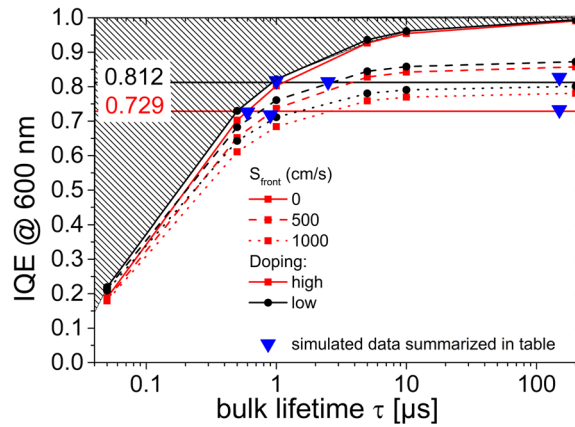 1.0
0.9
0.8
0.7
0.6
0.5
0.4
0.3
0.2
0.1
0.0
IQE @ 600 nm
0.812
0.729
S_front (cm/s)
0
500
1000
Doping:
high
low
simulated data summarized in table
0.1 1 10 100
bulk lifetime τ [µs]